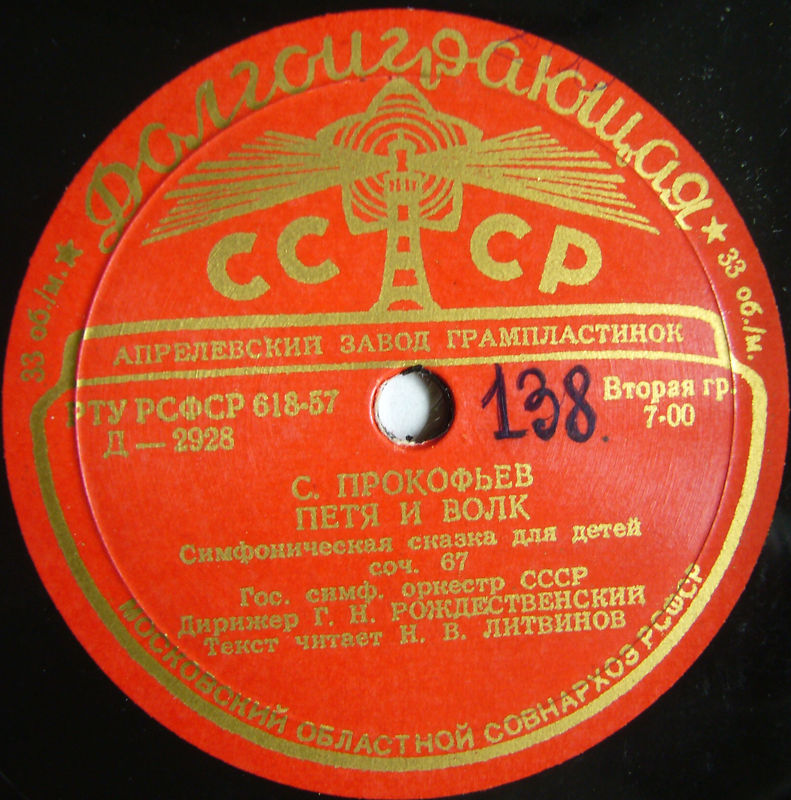 Долгоиграющая
33 об./м. ★ ★ 33 об./м.
СССР
АПРЕЛЕВСКИЙ ЗАВОД ГРАМПЛАСТИНОК
РТУ РСФСР 618-57
Д — 2928
138.
Вторая гр.
7-00
С. ПРОКОФЬЕВ
ПЕТЯ И ВОЛК
Симфоническая сказка для детей
соч. 67
Гос. симф. оркестр СССР
Дирижер Г. Н. РОЖДЕСТВЕНСКИЙ
Текст читает Н. В. ЛИТВИНОВ
МОСКОВСКИЙ ОБЛАСТНОЙ СОВНАРХОЗ РСФСР